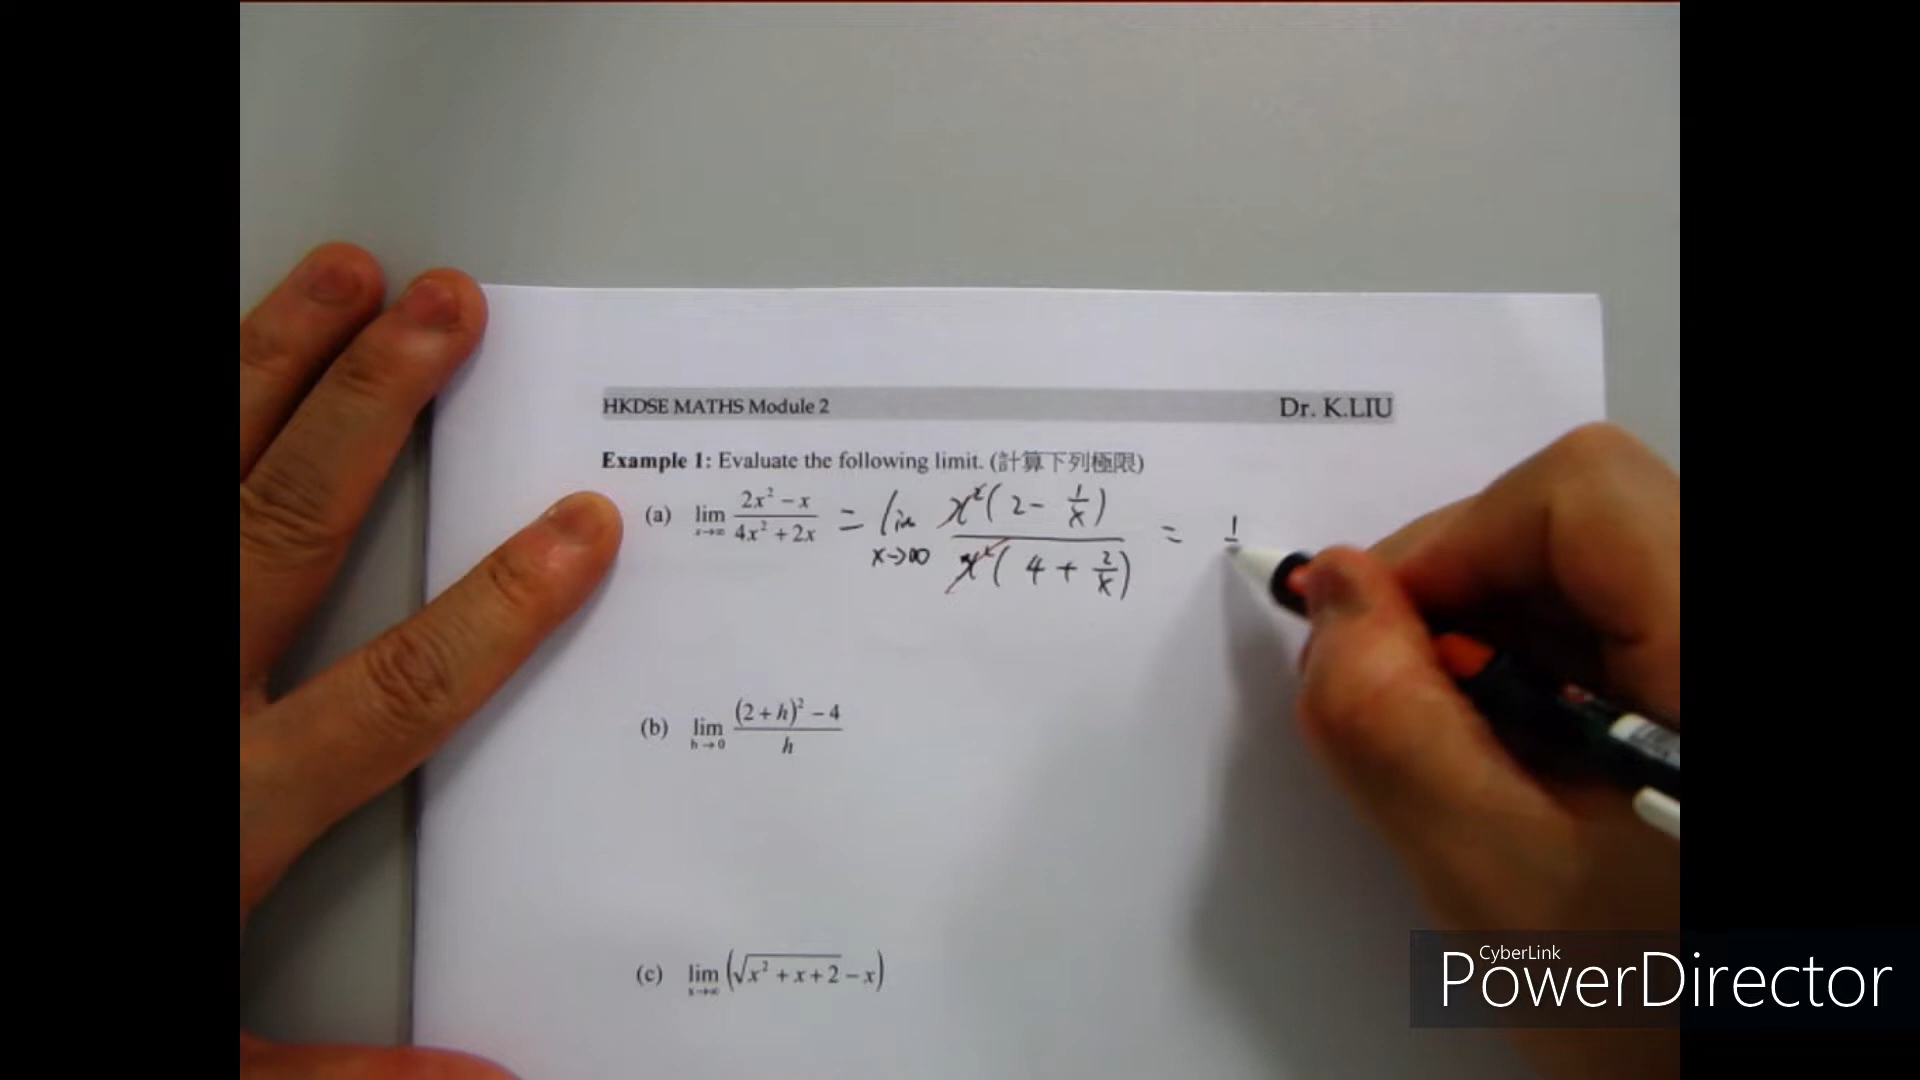 HKDSE MATHS Module 2 Dr. K.LIU
Example 1: Evaluate the following limit. (計算下列極限)
(a) lim x→∞ (2x² − x)/(4x² + 2x) = lim x→∞ x²(2 − 1/x) / x²(4 + 2/x) = 1
(b) lim h→0 ((2 + h)² − 4)/h
(c) lim x→∞ (√(x² + x + 2) − x)
CyberLink
PowerDirector